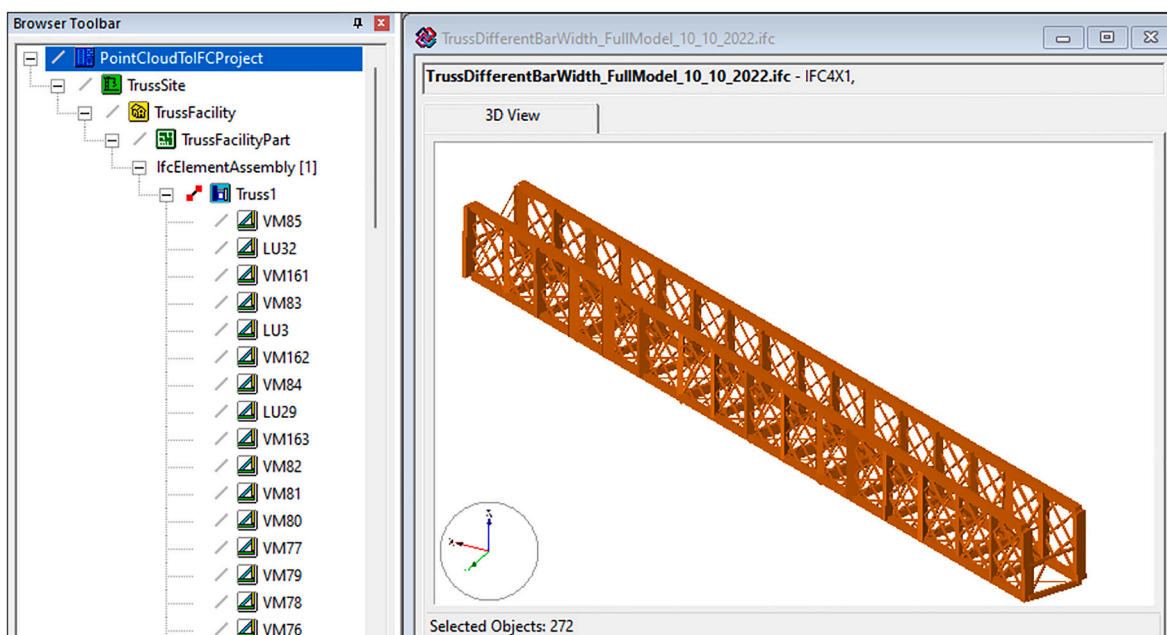 Browser Toolbar
PointCloudToIFCProject
TrussSite
TrussFacility
TrussFacilityPart
IfcElementAssembly [1]
Truss1
VM85
LU32
VM161
VM83
LU3
VM162
VM84
LU29
VM163
VM82
VM81
VM80
VM77
VM79
VM78
VM76
TrussDifferentBarWidth_FullModel_10_10_2022.ifc
TrussDifferentBarWidth_FullModel_10_10_2022.ifc - IFC4X1,
3D View
Selected Objects: 272